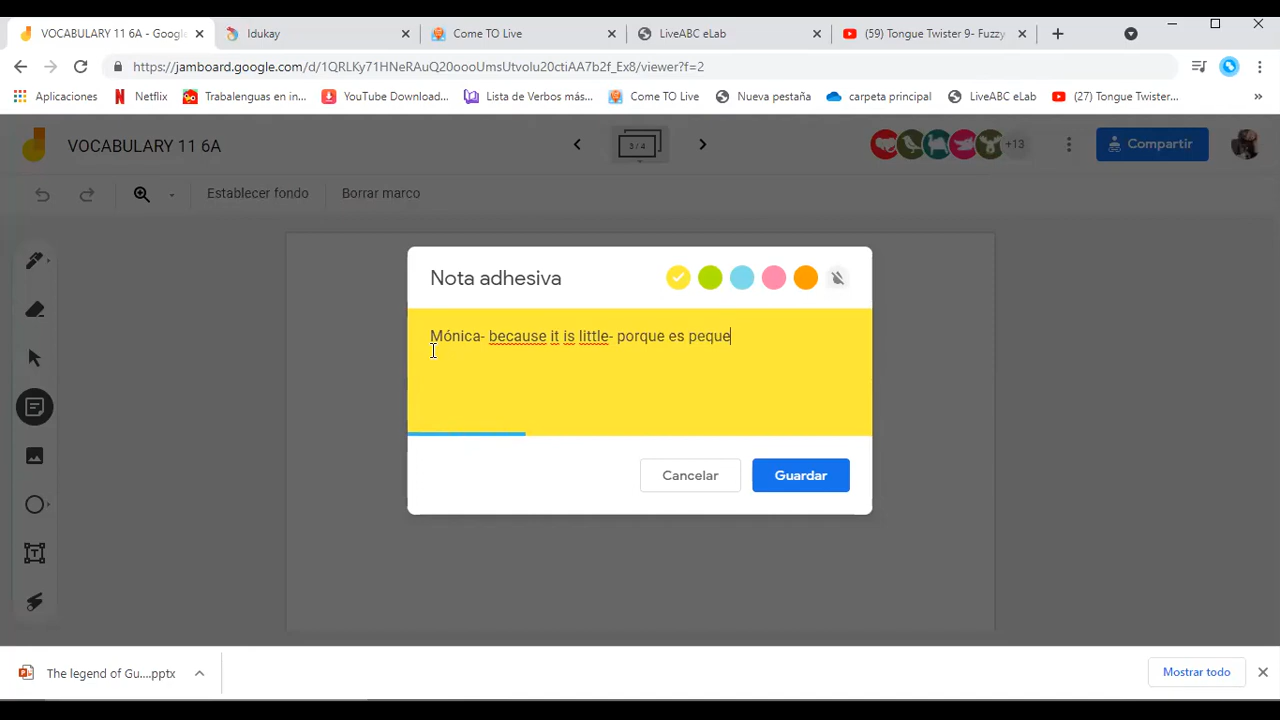 VOCABULARY 11 6A - Googl
Idukay
Come TO Live
LiveABC eLab
(59) Tongue Twister 9- Fuzzy
https://jamboard.google.com/d/1QRLKy71HNeRAuQ20oooUmsUtvolu20ctiAA7b2f_Ex8/viewer?f=2
Aplicaciones
Netflix
Trabalenguas en in...
YouTube Download...
Lista de Verbos más...
Come TO Live
Nueva pestaña
carpeta principal
LiveABC eLab
(27) Tongue Twister...
»
VOCABULARY 11 6A
3 / 4
+13
Compartir
Establecer fondo
Borrar marco
Nota adhesiva
Mónica- because it is little- porque es peque
Cancelar
Guardar
The legend of Gu....pptx
Mostrar todo